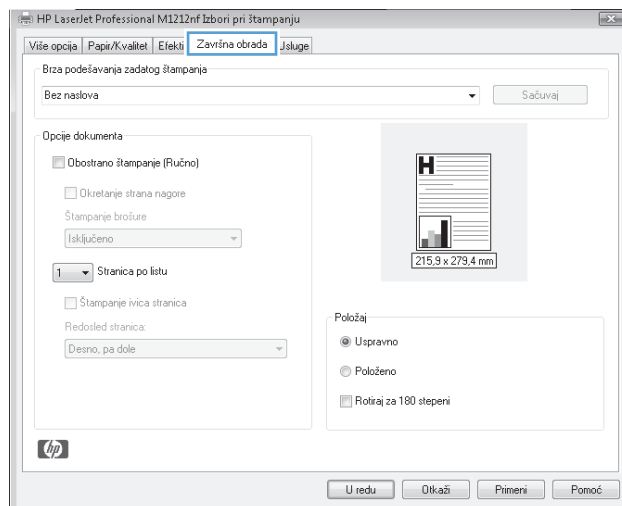 HP LaserJet Professional M1212nf Izbori pri štampanju
Više opcija Papir/Kvalitet Efekti Završna obrada Usluge
Brza podešavanja zadatog štampanja
Bez naslova Sačuvaj
Opcije dokumenta
Obostrano štampanje (Ručno)
Okretanje strana nagore
Štampanje brošure
Isključeno
1 Stranica po listu
Štampanje ivica stranica
Redosled stranica:
Desno, pa dole
H
215,9 x 279,4 mm
Položaj
Uspravno
Položeno
Rotiraj za 180 stepeni
hp
U redu Otkaži Primeni Pomoć